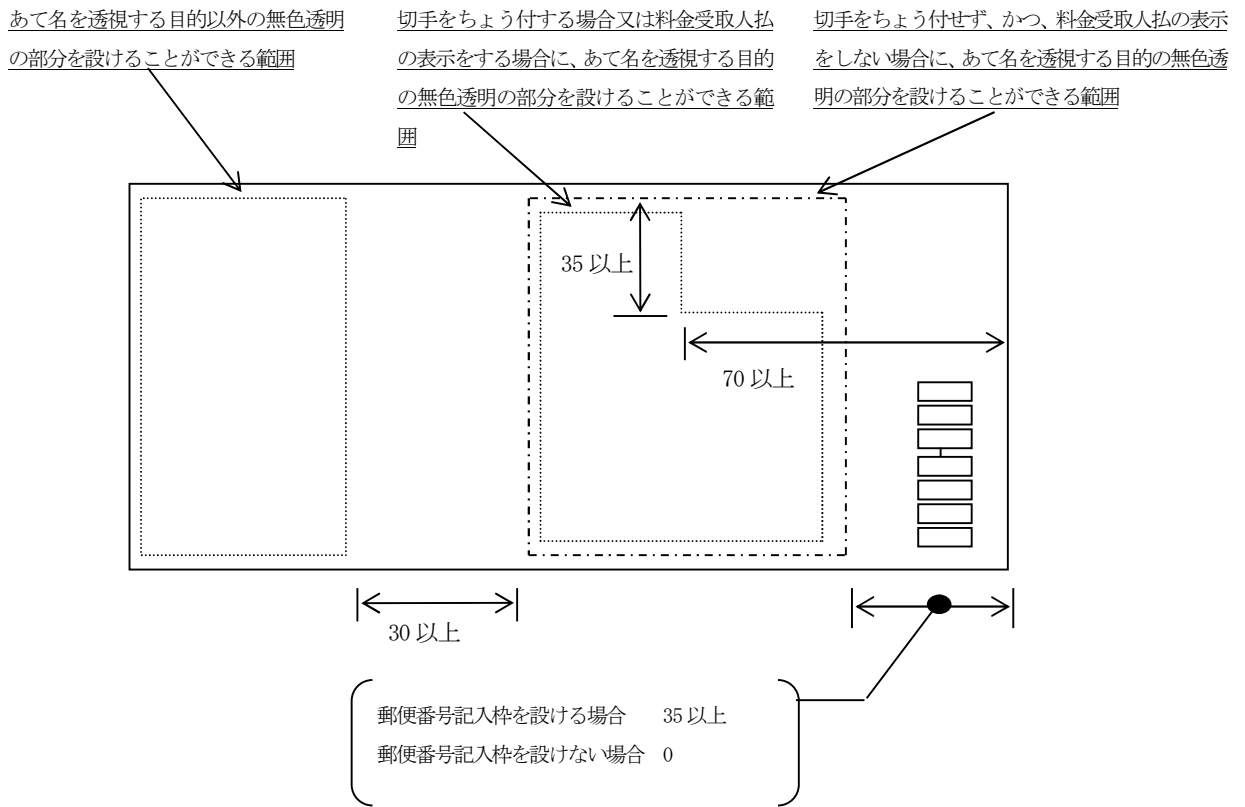 あて名を透視する目的以外の無色透明
の部分を設けることができる範囲
切手をちょう付する場合又は料金受取人払
の表示をする場合に、あて名を透視する目的
の無色透明の部分を設けることができる範
囲
切手をちょう付せず、かつ、料金受取人払の表示
をしない場合に、あて名を透視する目的の無色透
明の部分を設けることができる範囲
35 以上
70 以上
30 以上
郵便番号記入枠を設ける場合 35 以上
郵便番号記入枠を設けない場合 0